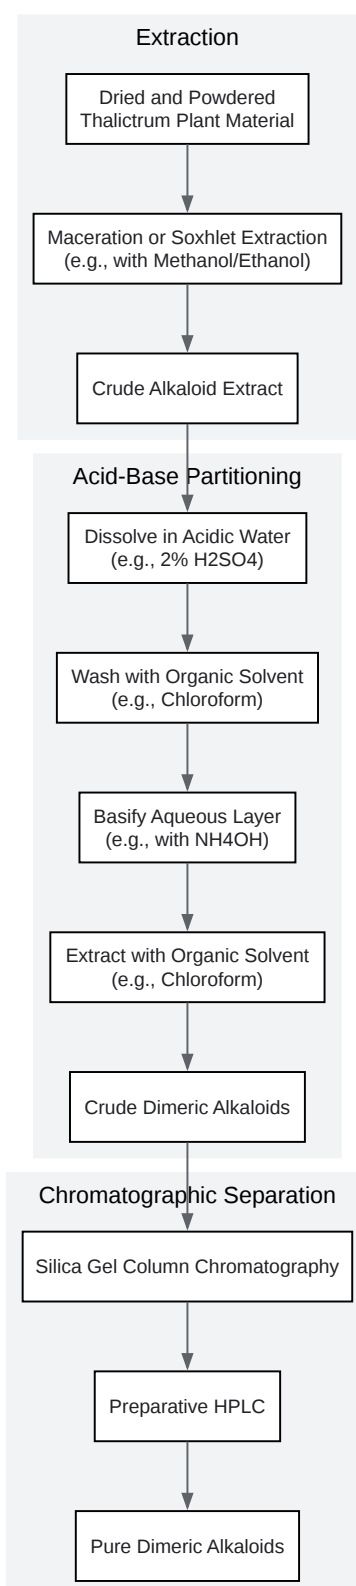 Extraction
Dried and Powdered
Thalictrum Plant Material
Maceration or Soxhlet Extraction
(e.g., with Methanol/Ethanol)
Crude Alkaloid Extract
Acid-Base Partitioning
Dissolve in Acidic Water
(e.g., 2% H2SO4)
Wash with Organic Solvent
(e.g., Chloroform)
Basify Aqueous Layer
(e.g., with NH4OH)
Extract with Organic Solvent
(e.g., Chloroform)
Crude Dimeric Alkaloids
Chromatographic Separation
Silica Gel Column Chromatography
Preparative HPLC
Pure Dimeric Alkaloids